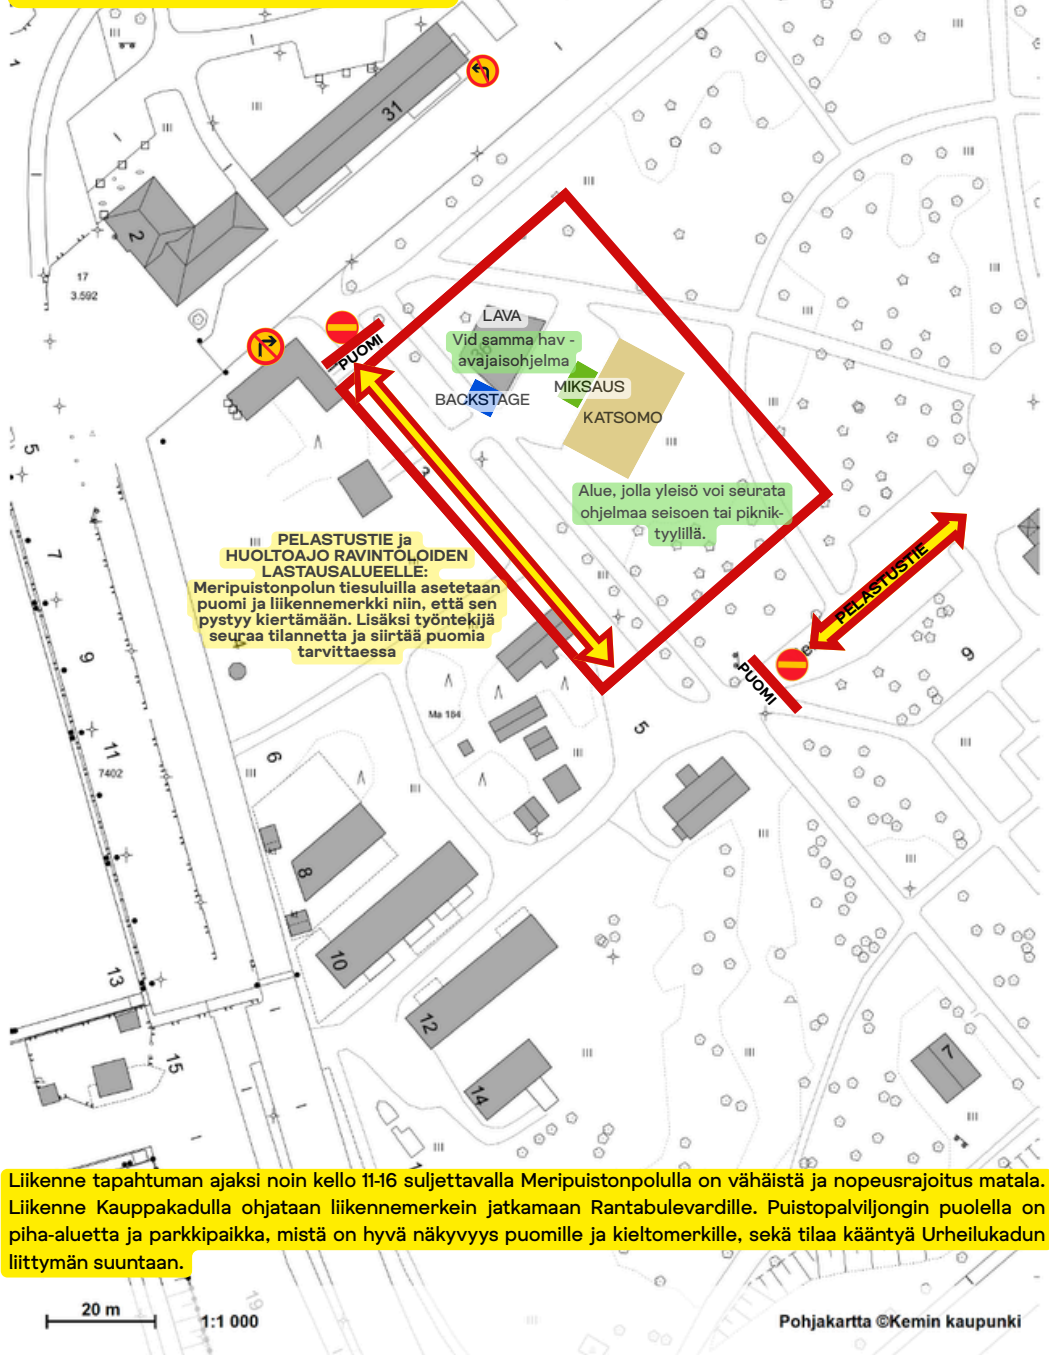 31
2
17
3.592
LAVA
Vid samma hav -
avajaisohjelma
PUOMI
BACKSTAGE
MIKSAUS
KATSOMO
3
5
Alue, jolla yleisö voi seurata
ohjelmaa seisoen tai piknik-
tyylillä.
PELASTUSTIE ja
HUOLTOAJO RAVINTOLOIDEN
LASTAUSALUEELLE:
Meripuistonpolun tiesuluilla asetetaan
puomi ja liikennemerkki niin, että sen
pystyy kiertämään. Lisäksi työntekijä
seuraa tilannetta ja siirtää puomia
tarvittaessa
PELASTUSTIE
PUOMI
7
9
4
9
Ma 164
5
6
11
7402
8
10
13
12
15
14
7
Liikenne tapahtuman ajaksi noin kello 11-16 suljettavalla Meripuistonpolulla on vähäistä ja nopeusrajoitus matala.
Liikenne Kauppakadulla ohjataan liikennemerkein jatkamaan Rantabulevardille. Puistopalviljongin puolella on
piha-aluetta ja parkkipaikka, mistä on hyvä näkyvyys puomille ja kieltomerkille, sekä tilaa kääntyä Urheilukadun
liittymän suuntaan.
19
20 m
1:1 000
Pohjakartta ©Kemin kaupunki